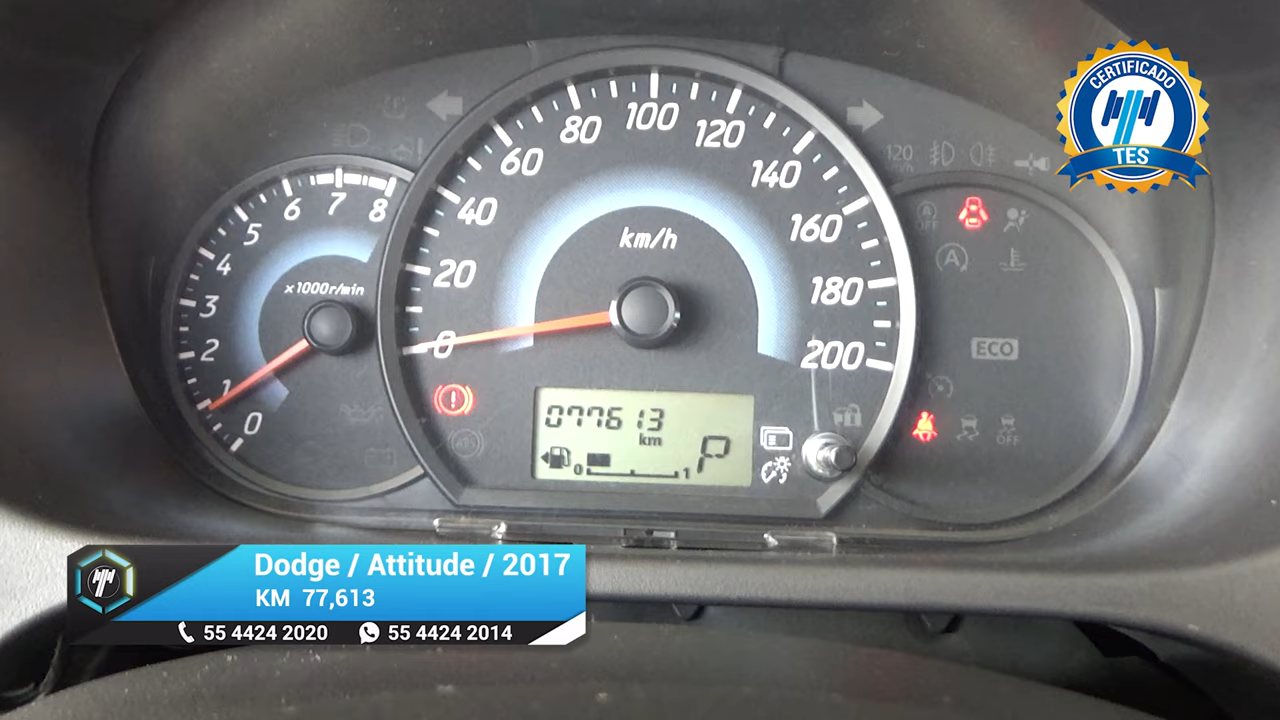 CERTIFICADO
TES
80 100 120
60 140
40 160
20 180
0 200
km/h
5 6 7 8
4
3
2
1
0
x1000r/min
120
A
OFF
A
ECO
OFF
077613
km
P
0 1
Dodge / Attitude / 2017
KM 77,613
55 4424 2020 55 4424 2014